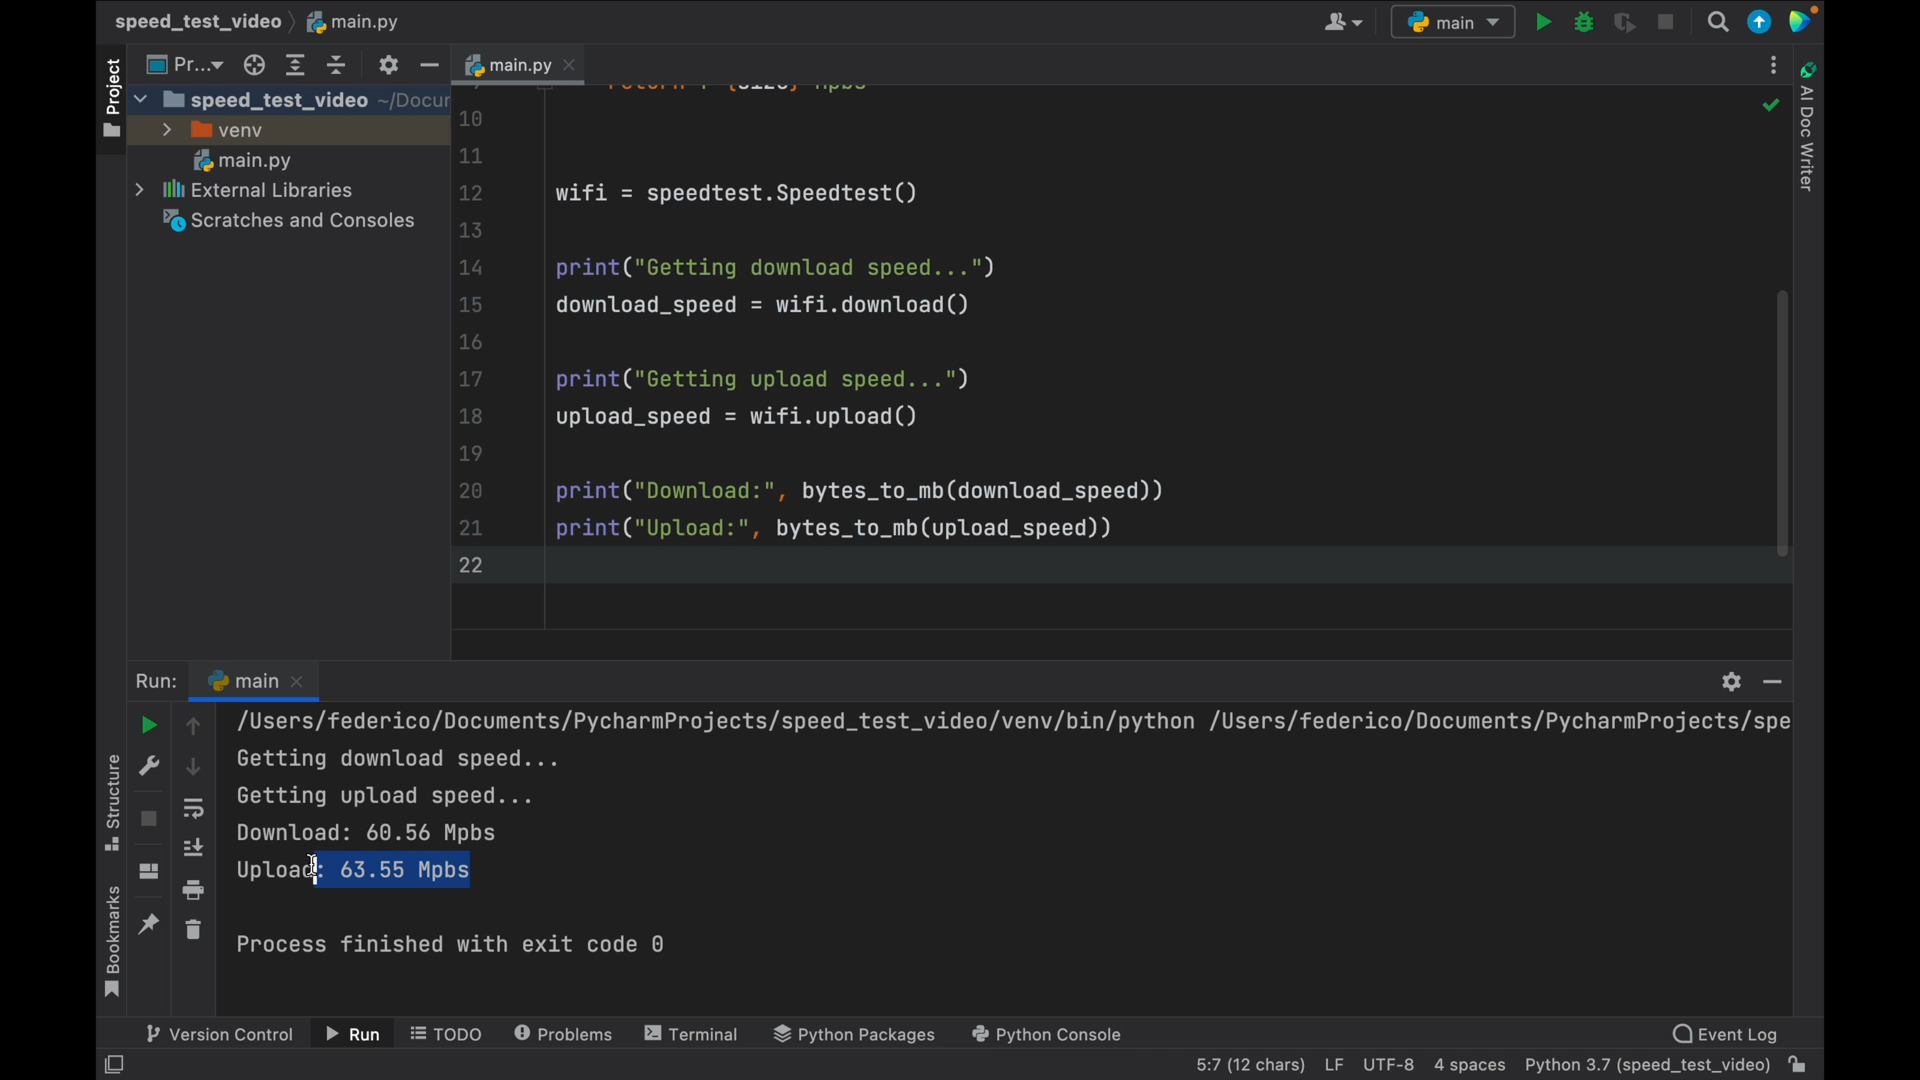 speed_test_video
main.py
main
Project
Pr...
main.py
speed_test_video ~/Docur
venv
main.py
External Libraries
Scratches and Consoles
AI Doc Writer
10
11
12 wifi = speedtest.Speedtest()
13
14 print("Getting download speed...")
15 download_speed = wifi.download()
16
17 print("Getting upload speed...")
18 upload_speed = wifi.upload()
19
20 print("Download:", bytes_to_mb(download_speed))
21 print("Upload:", bytes_to_mb(upload_speed))
22
Run: main
/Users/federico/Documents/PycharmProjects/speed_test_video/venv/bin/python /Users/federico/Documents/PycharmProjects/spe
Getting download speed...
Getting upload speed...
Download: 60.56 Mpbs
Upload: 63.55 Mpbs
Process finished with exit code 0
Structure
Bookmarks
Version Control Run TODO Problems Terminal Python Packages Python Console Event Log
5:7 (12 chars) LF UTF-8 4 spaces Python 3.7 (speed_test_video)